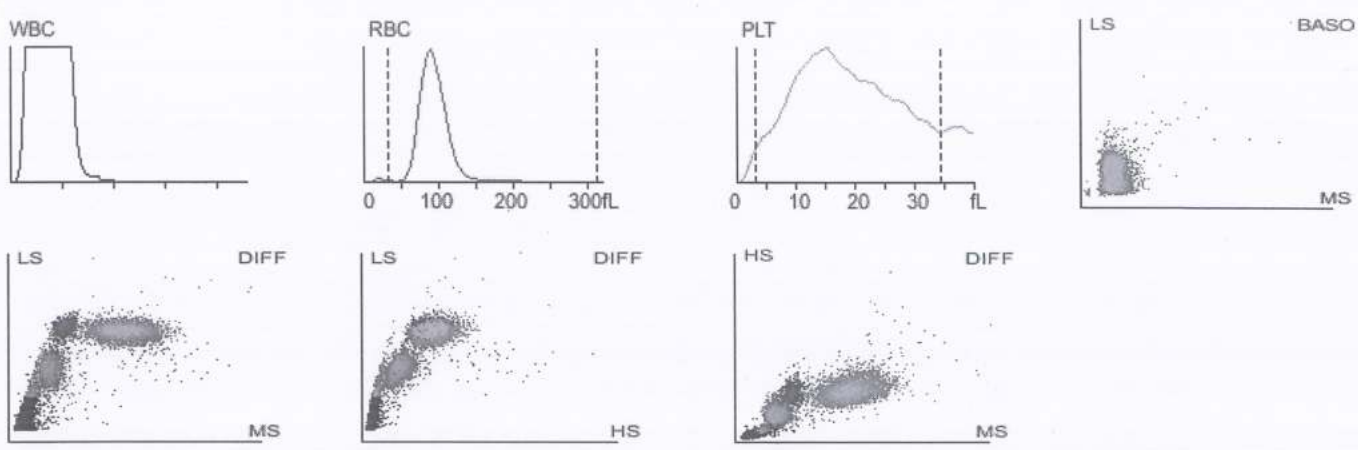 WBC
RBC
0 100 200 300fL
PLT
0 10 20 30 fL
LS BASO
MS
LS DIFF
MS
LS DIFF
HS
HS DIFF
MS